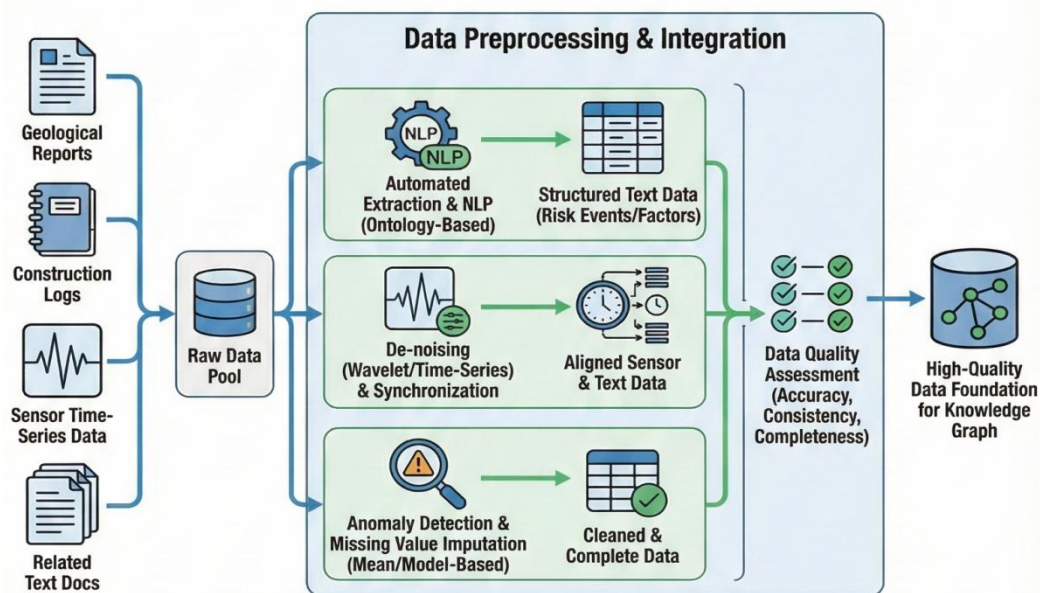 Data Preprocessing & Integration
Geological
Reports
Construction
Logs
Sensor Time-
Series Data
Related
Text Docs
Raw Data
Pool
NLP
NLP
Automated
Extraction & NLP
(Ontology-Based)
Structured Text Data
(Risk Events/Factors)
De-noising
(Wavelet/Time-Series)
& Synchronization
Aligned Sensor
& Text Data
Anomaly Detection &
Missing Value Imputation
(Mean/Model-Based)
Cleaned &
Complete Data
Data Quality
Assessment
(Accuracy,
Consistency,
Completeness)
High-Quality
Data Foundation
for Knowledge
Graph